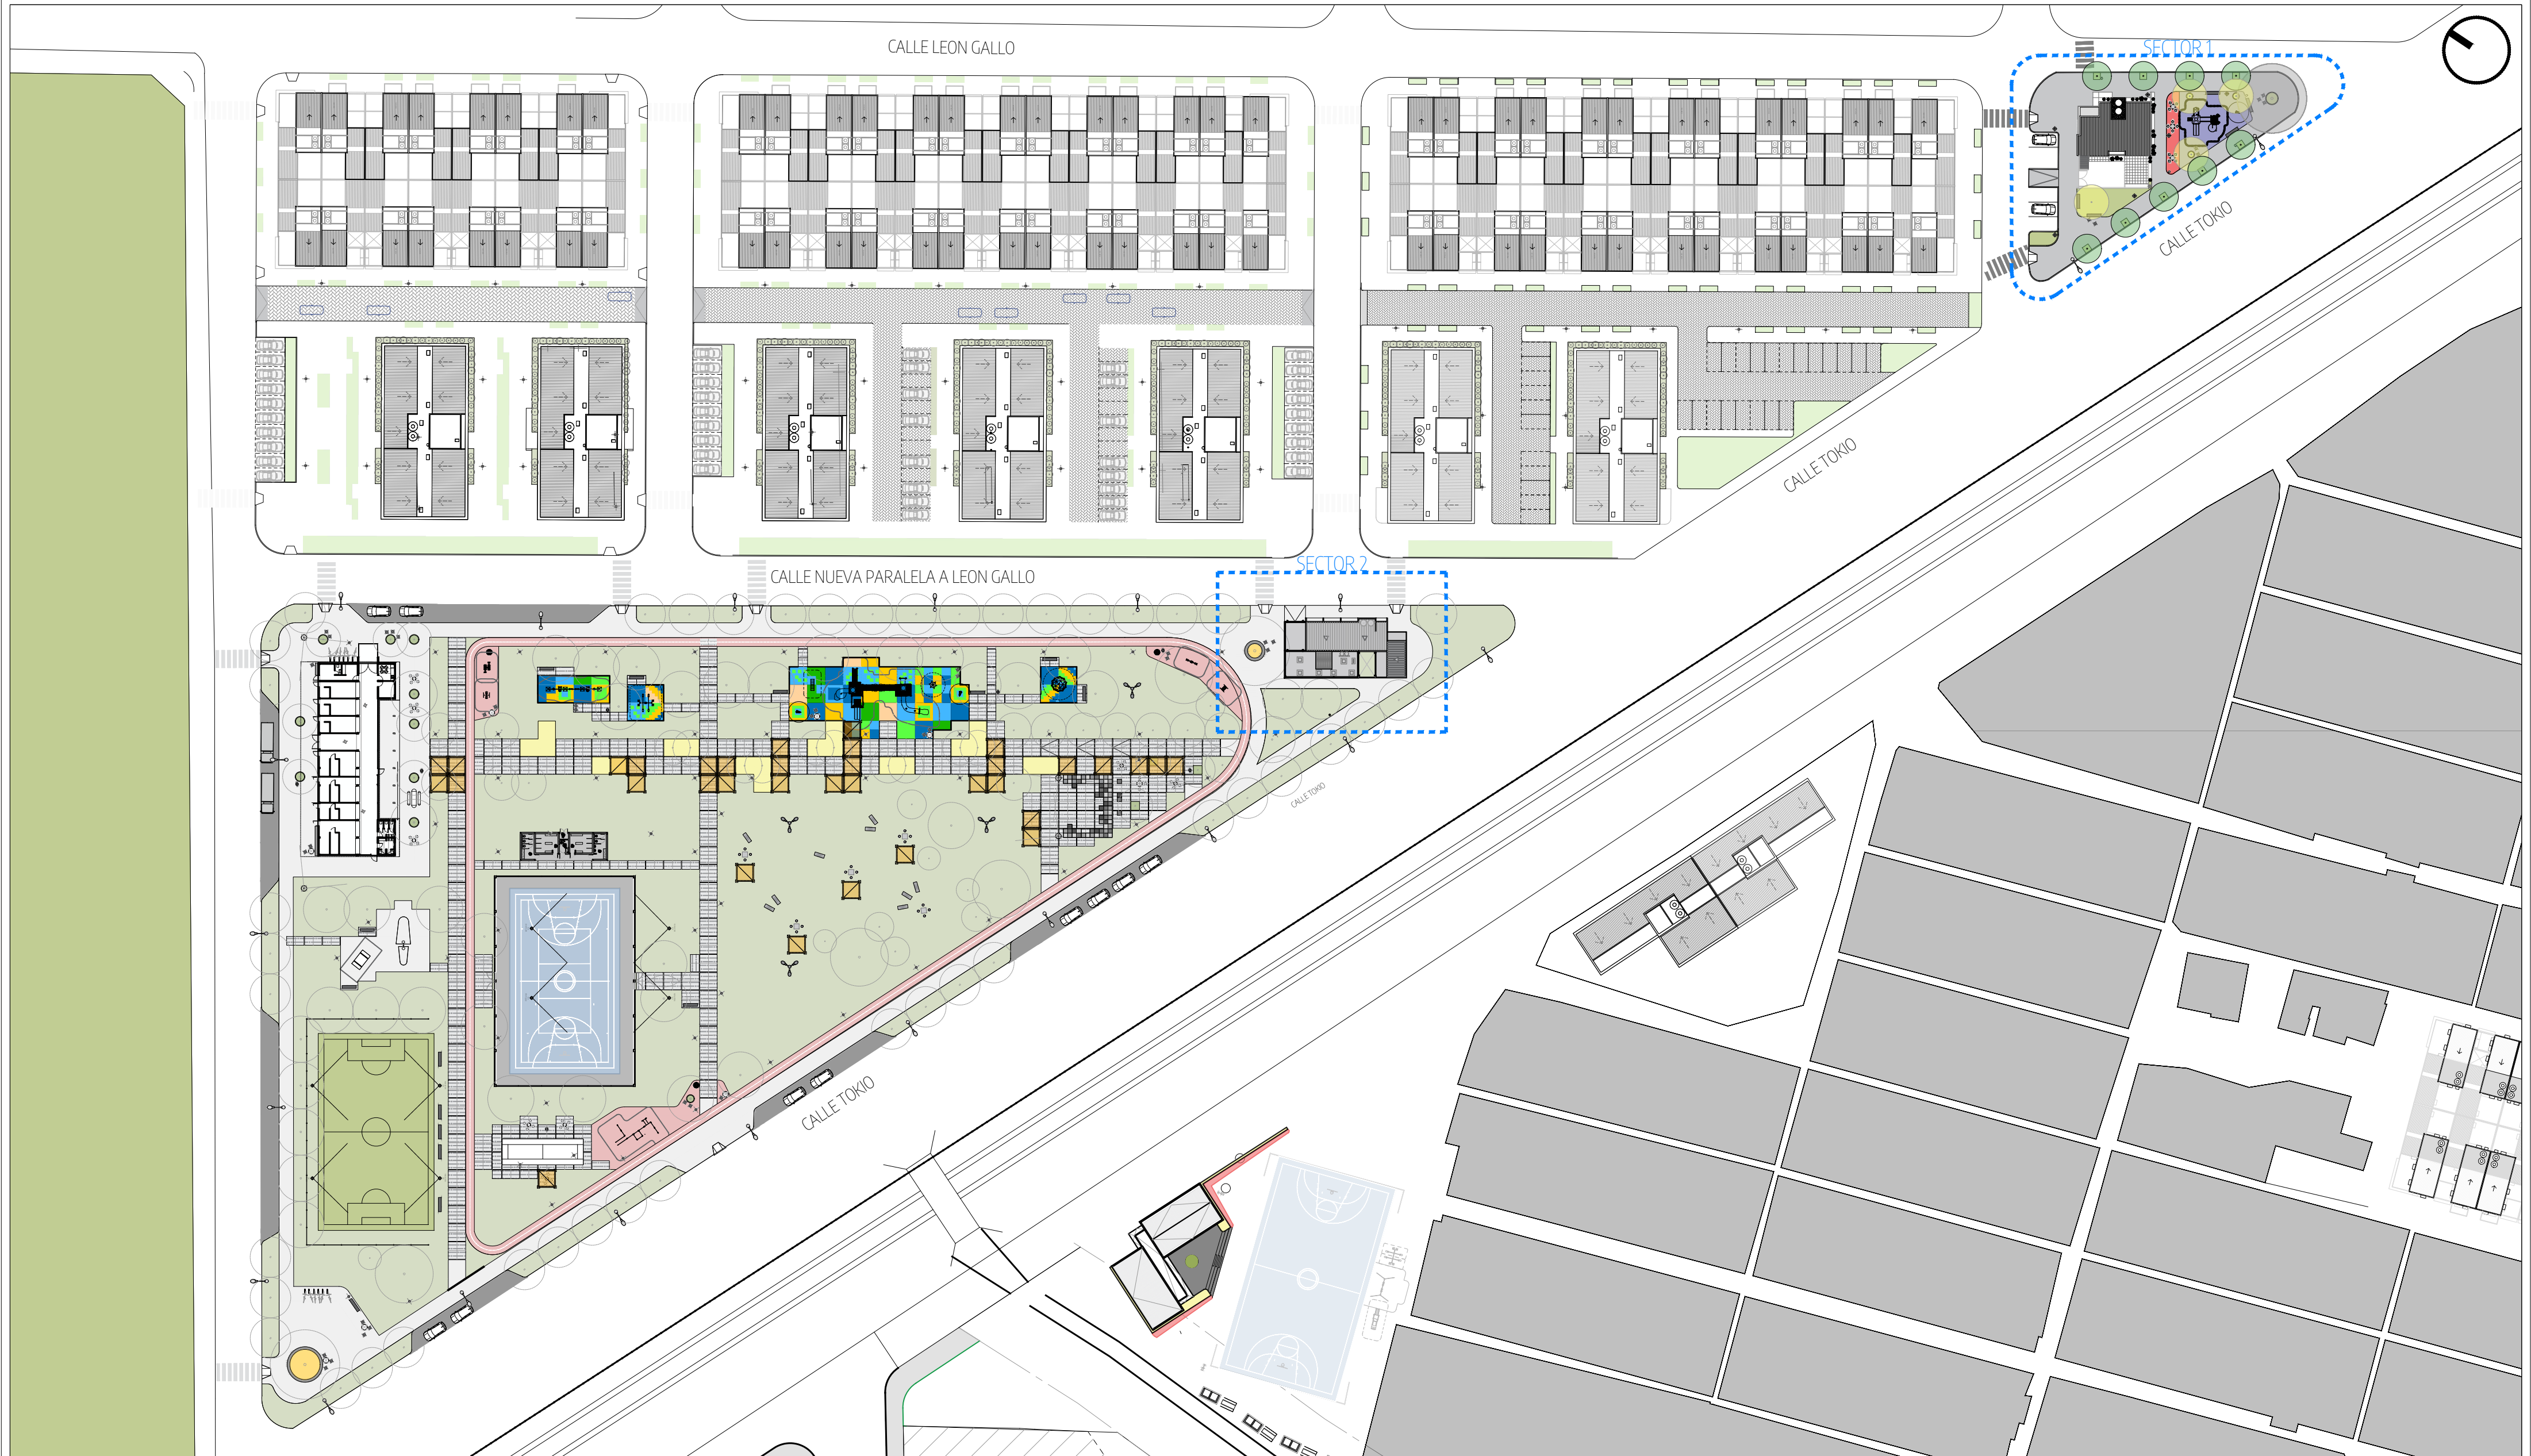 CALLE LEON GALLO
SECTOR 1
CALLE TOKIO
CALLE TOKIO
SECTOR 2
CALLE NUEVA PARALELA A LEON GALLO
CALLE TOKIO
CALLE TOKIO